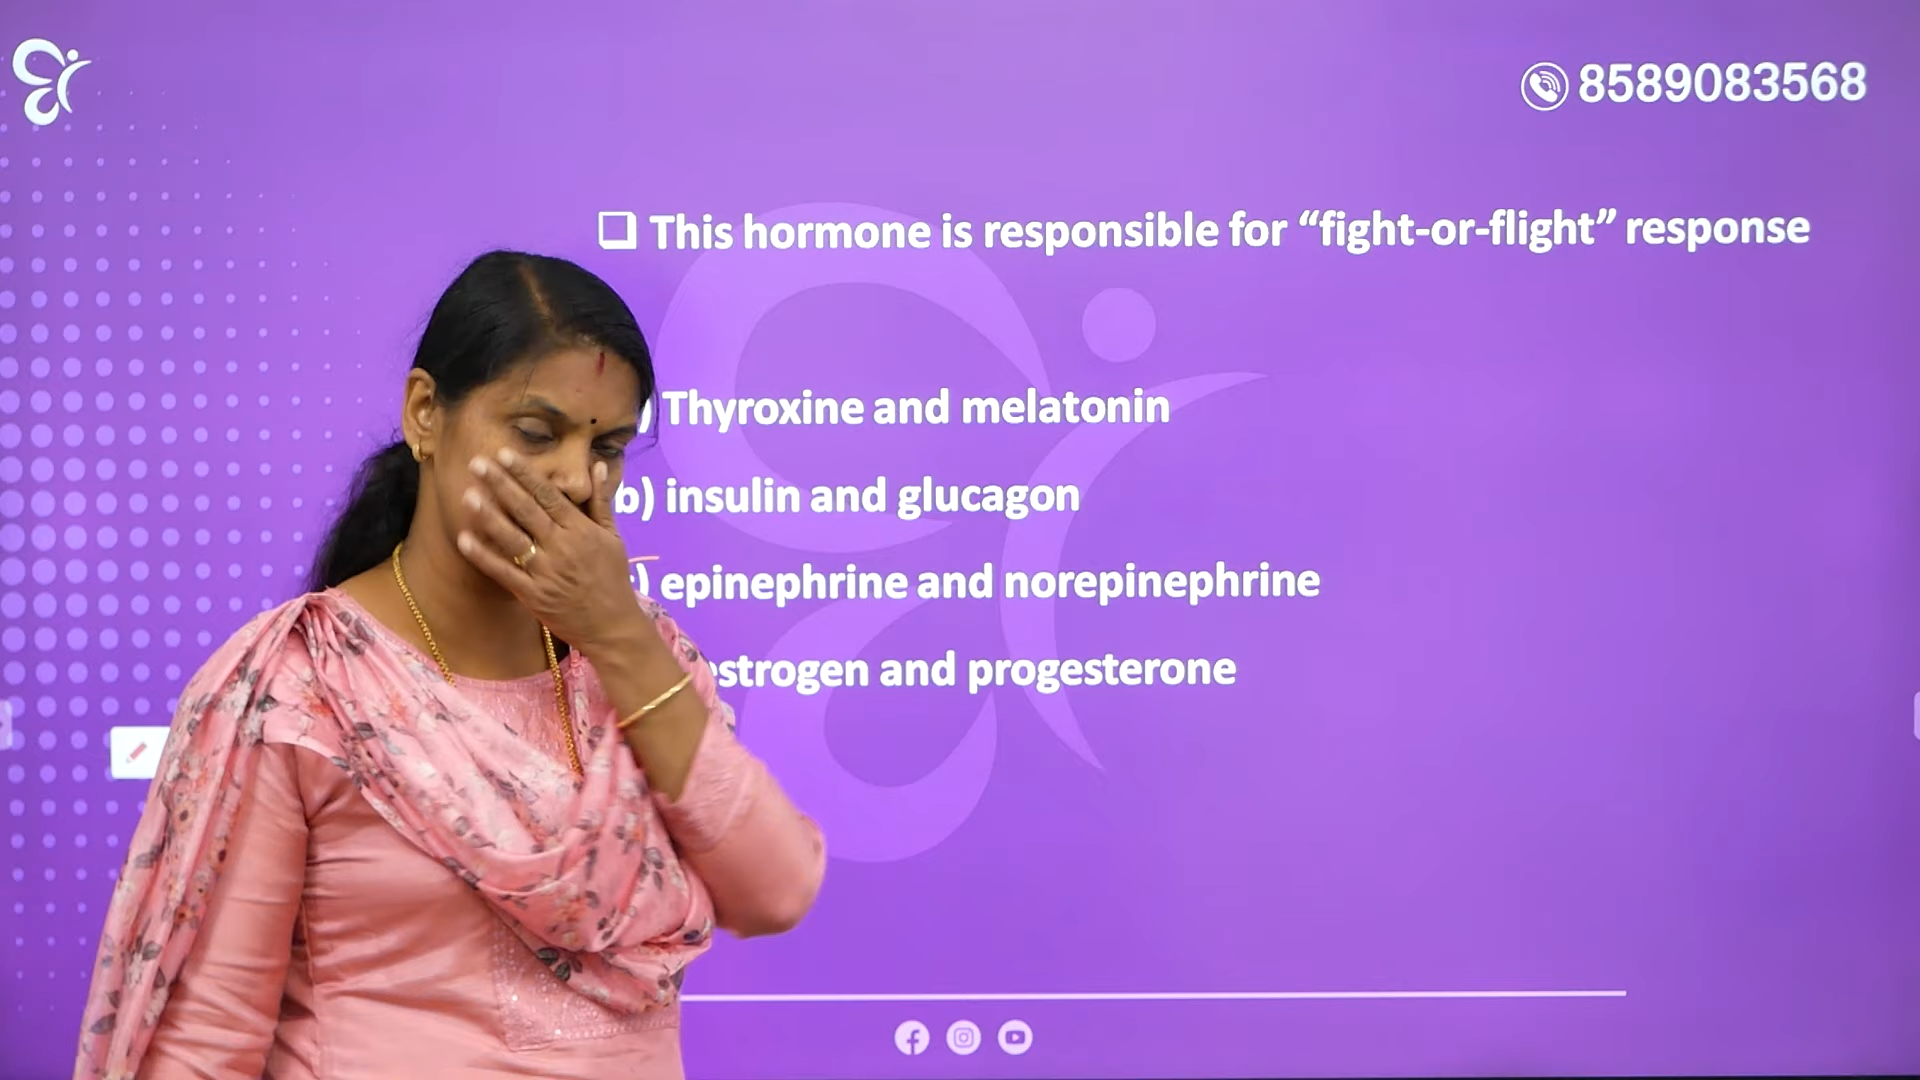 8589083568
❑ This hormone is responsible for “fight-or-flight” response
) Thyroxine and melatonin
b) insulin and glucagon
) epinephrine and norepinephrine
estrogen and progesterone